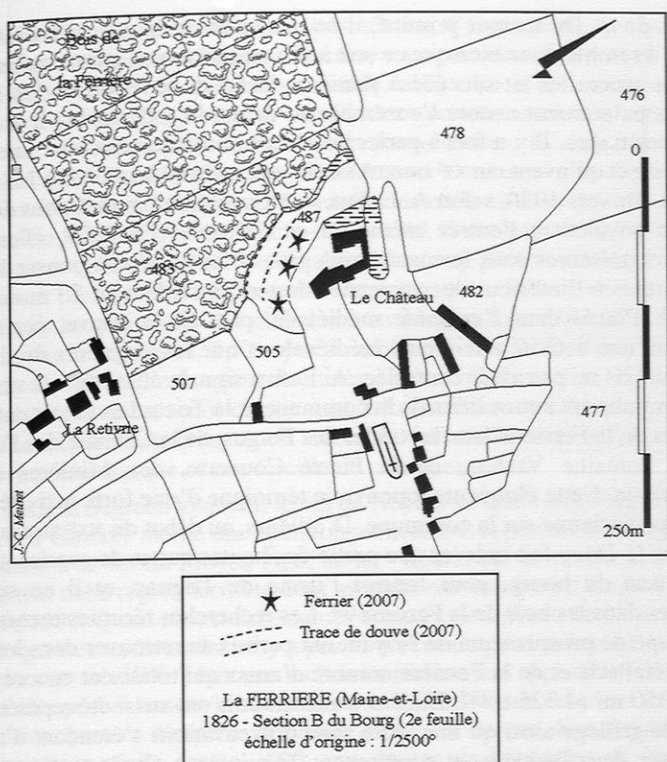 Bois de
la Ferrière
476
478
0
487
483
Le Château
482
505
507
La Retivrie
477
J.-C. Meuret
250m
Ferrier (2007)
Trace de douve (2007)
La FERRIERE (Maine-et-Loire)
1826 - Section B du Bourg (2e feuille)
échelle d'origine : 1/2500°